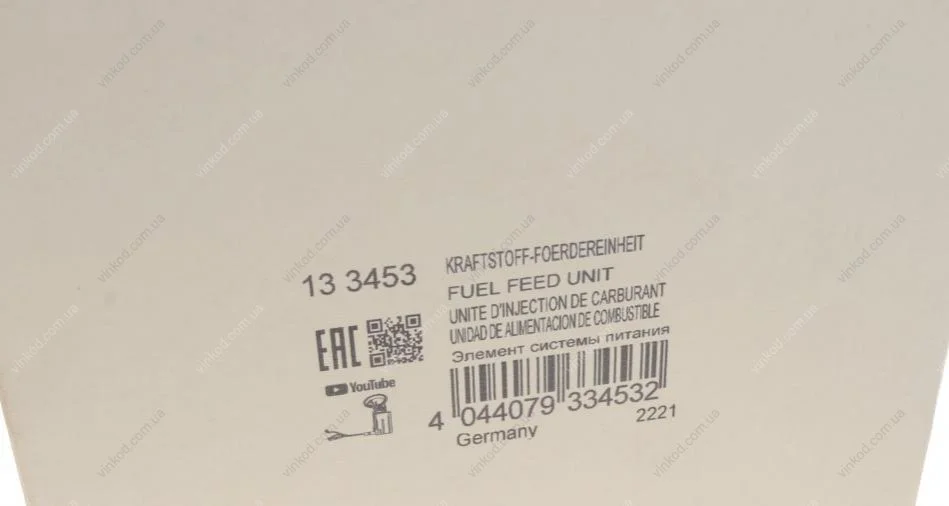 13 3453
KRAFTSTOFF-FOERDEREINHEIT
FUEL FEED UNIT
UNITE D'INJECTION DE CARBURANT
UNIDAD DE ALIMENTACION DE COMBUSTIBLE
Элемент системы питания
EAC
YouTube
4 044079 334532
Germany
2221
vinkod.com.ua